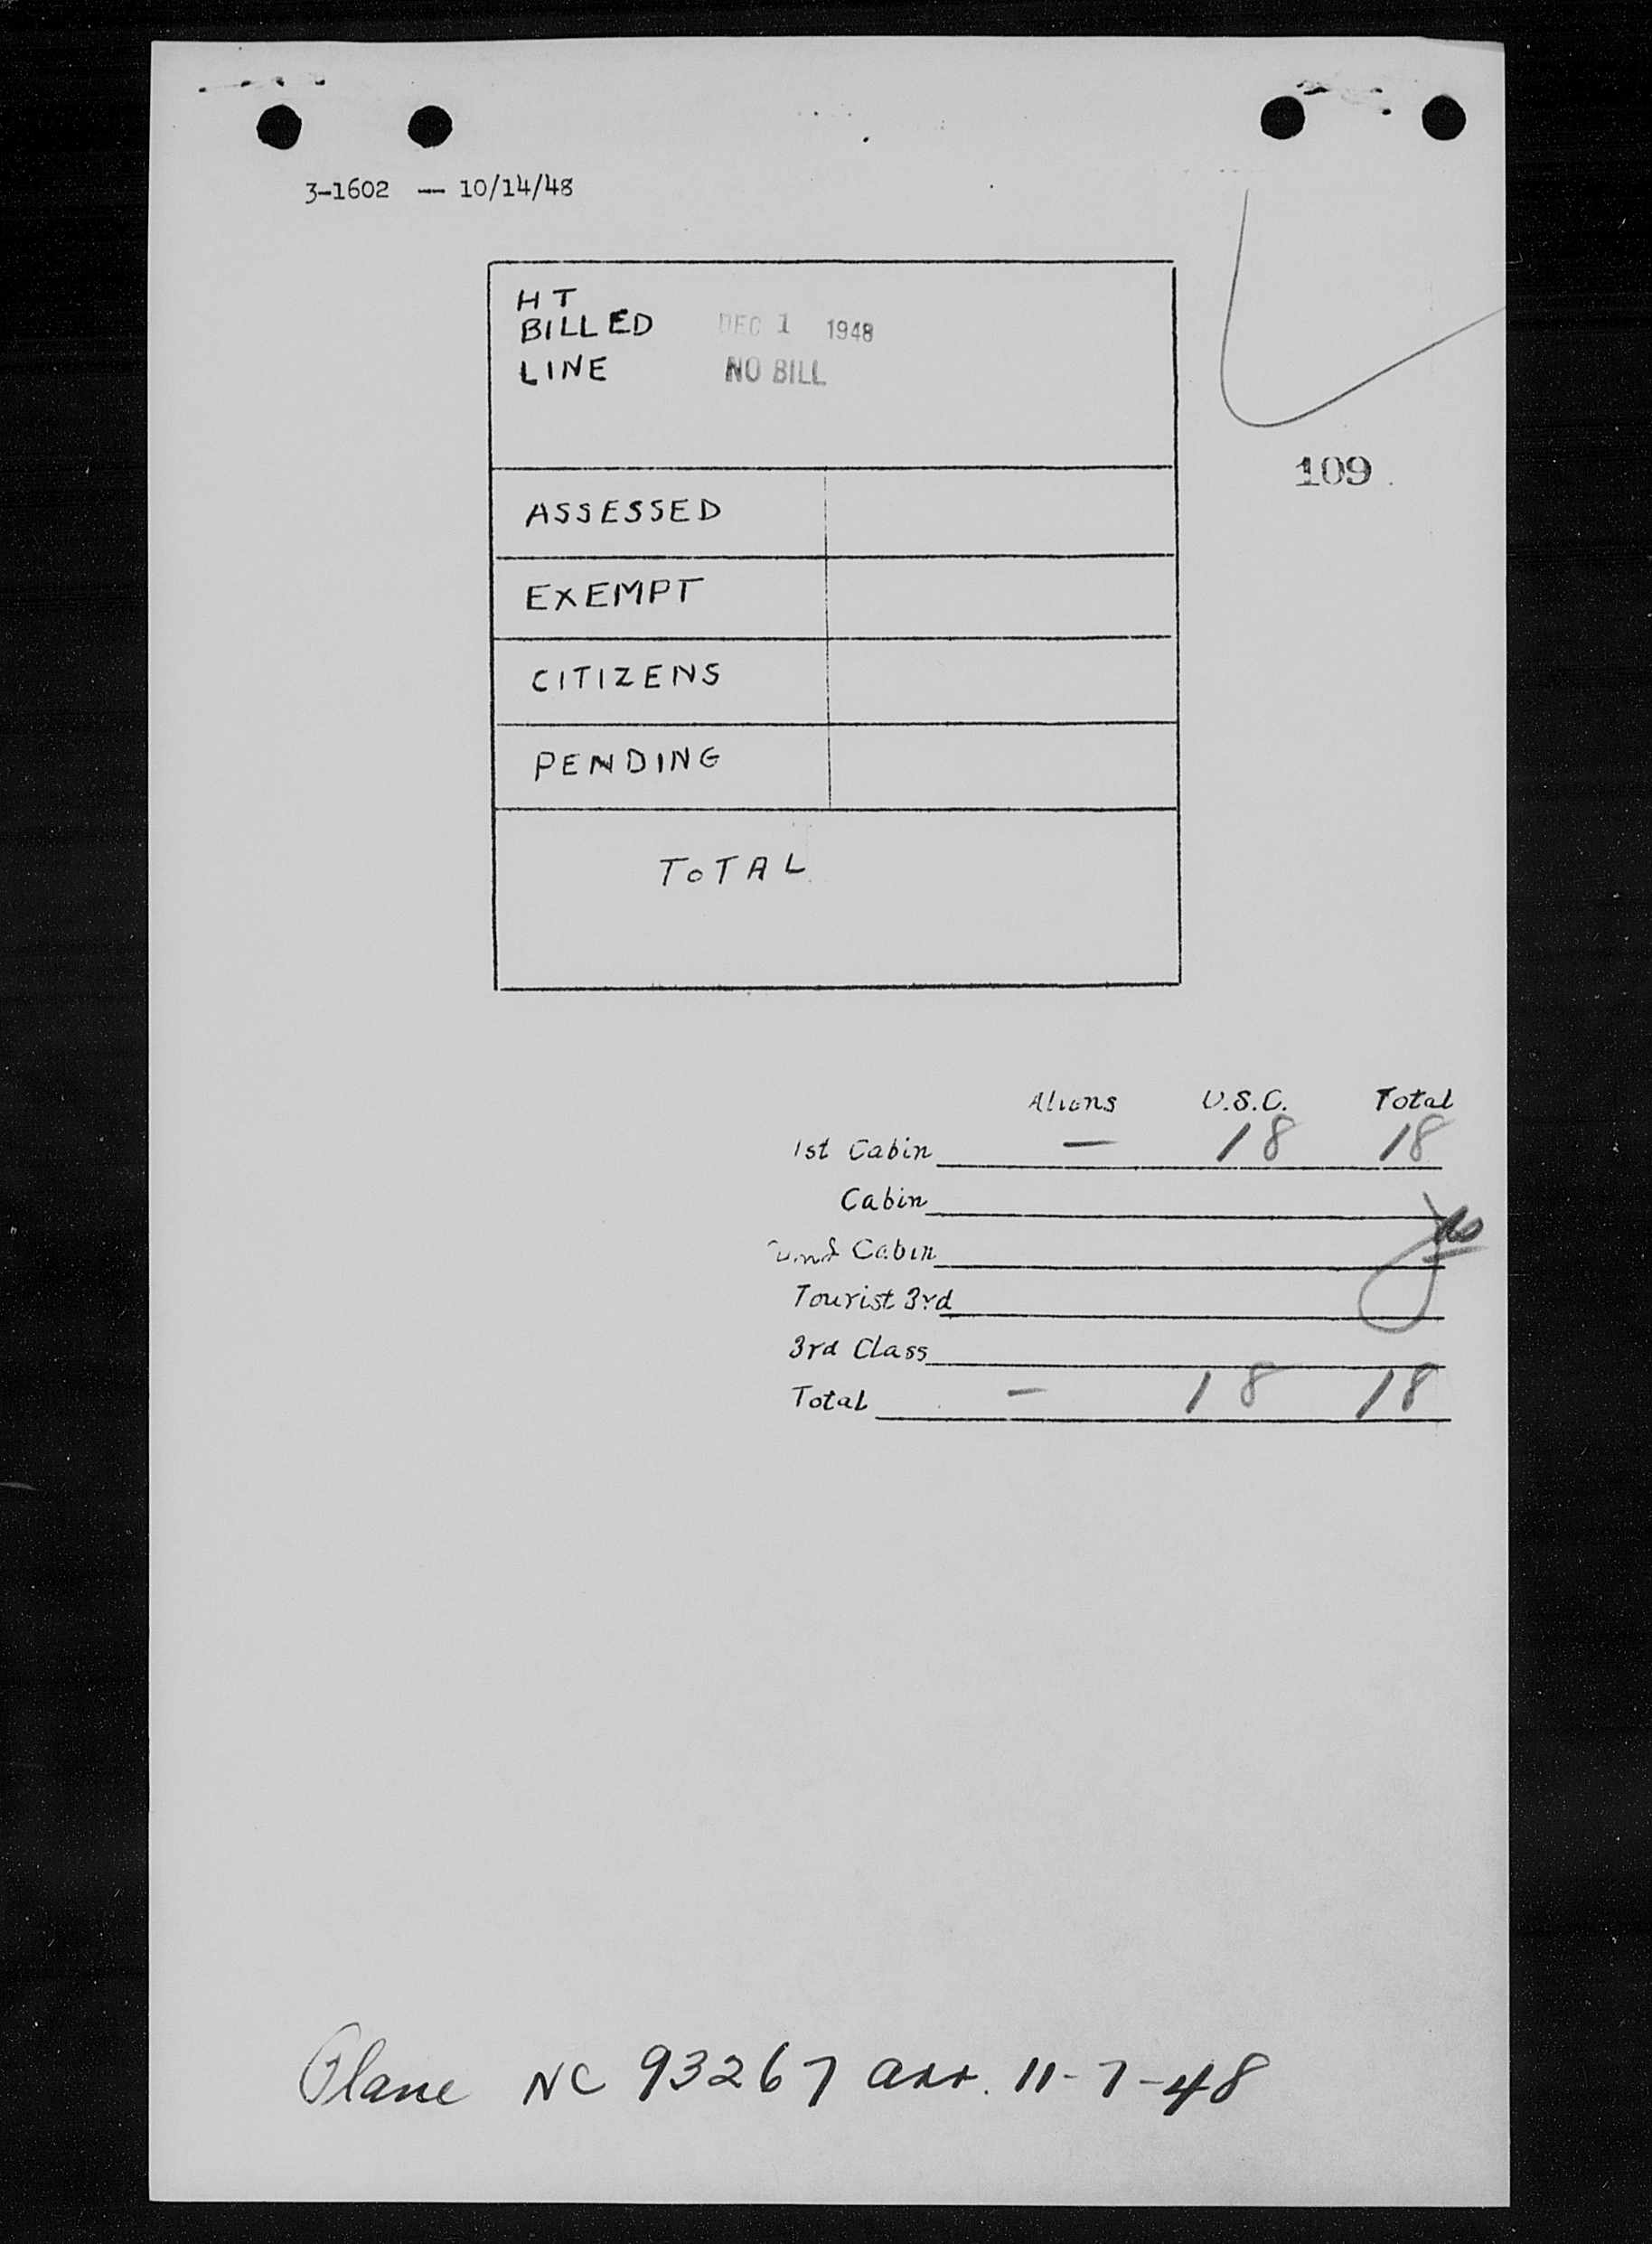 3-1602 — 10/14/48
HT
BILLED DEC 1 1948
LINE NO BILL
109
ASSESSED
EXEMPT
CITIZENS
PENDING
TOTAL
Aliens U.S.C. Total
1st Cabin — 18 18
Cabin
Cabin
Tourist 3rd
3rd Class
Total — 18 18
Plane NC 93267 arr. 11-7-48